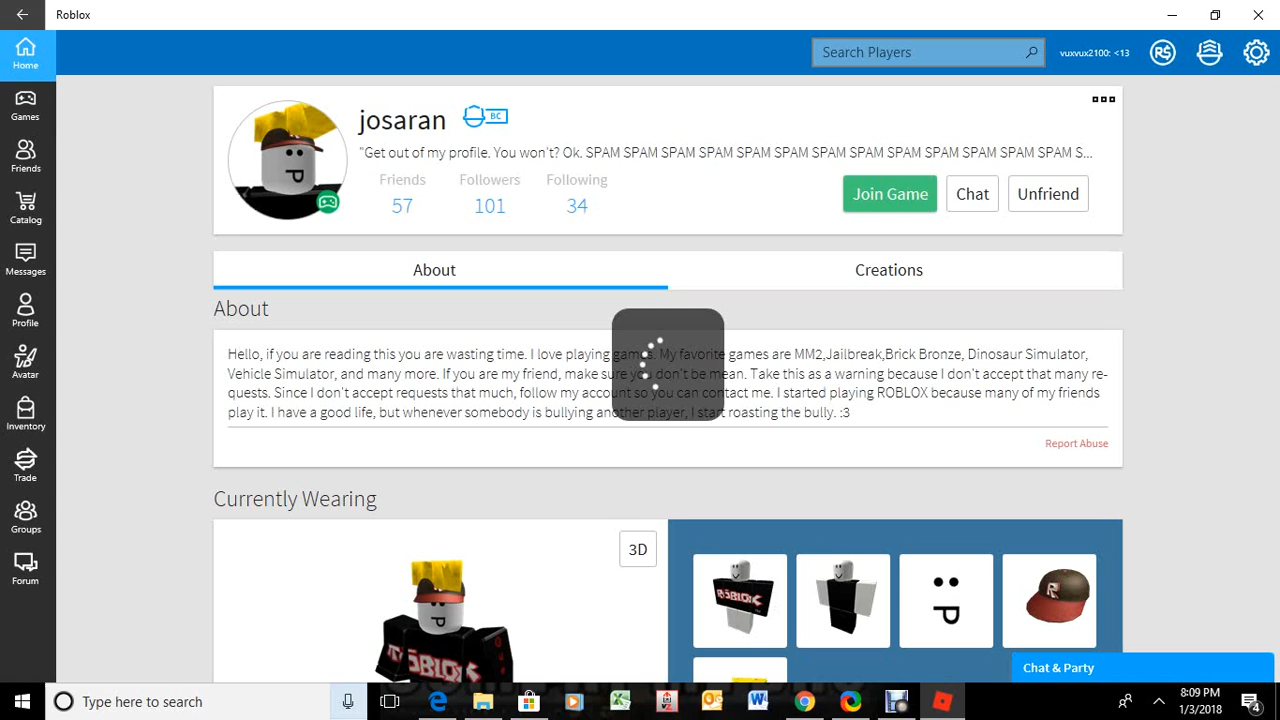 Roblox
Home
Search Players
vuxvux2100: <13
R$
Games
Friends
Catalog
Messages
Profile
Avatar
Inventory
Trade
Groups
Forum
josaran
BC
"Get out of my profile. You won't? Ok. SPAM SPAM SPAM SPAM SPAM SPAM SPAM SPAM SPAM SPAM SPAM SPAM SPAM S...
Friends Followers Following
57 101 34
Join Game Chat Unfriend
About Creations
About
Hello, if you are reading this you are wasting time. I love playing games. My favorite games are MM2,Jailbreak,Brick Bronze, Dinosaur Simulator,
Vehicle Simulator, and many more. If you are my friend, make sure you don't be mean. Take this as a warning because I don't accept that many re-
quests. Since I don't accept requests that much, follow my account so you can contact me. I started playing ROBLOX because many of my friends
play it. I have a good life, but whenever somebody is bullying another player, I start roasting the bully. :3
Report Abuse
Currently Wearing
3D
ROBLOX
R
ROBLOX
Chat & Party
Type here to search
8:09 PM
1/3/2018
4